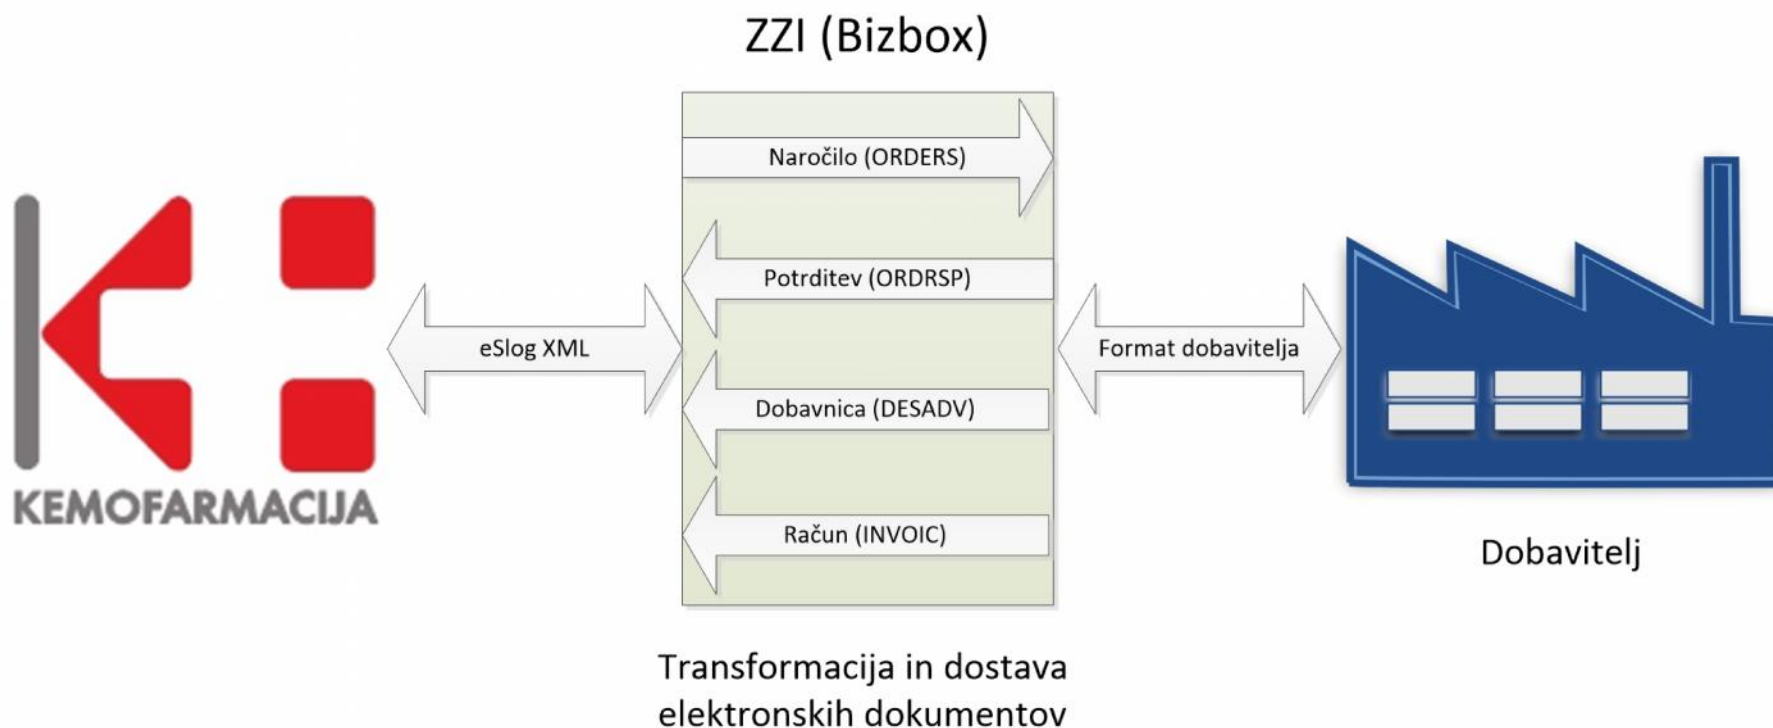 ZZI (Bizbox)
Naročilo (ORDERS)
Potrditev (ORDRSP)
eSlog XML
Format dobavitelja
Dobavnica (DESADV)
KEMOFARMACIJA
Račun (INVOIC)
Dobavitelj
Transformacija in dostava
elektronskih dokumentov